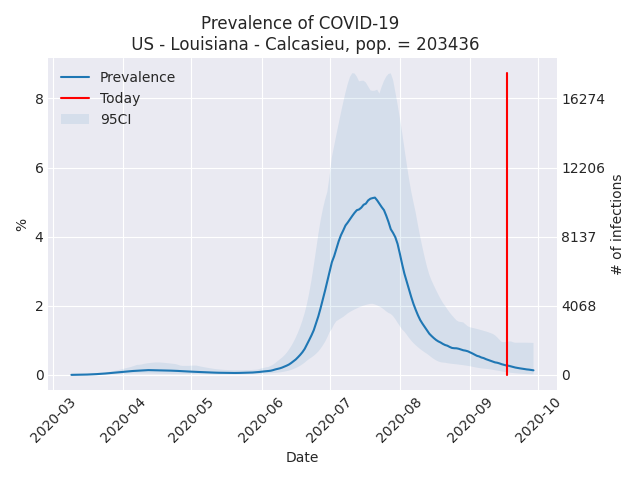 Prevalence of COVID-19
US - Louisiana - Calcasieu, pop. = 203436
Prevalence
Today
95CI
8
6
4
2
0
%
16274
12206
8137
4068
0
# of infections
2020-03
2020-04
2020-05
2020-06
2020-07
2020-08
2020-09
2020-10
Date